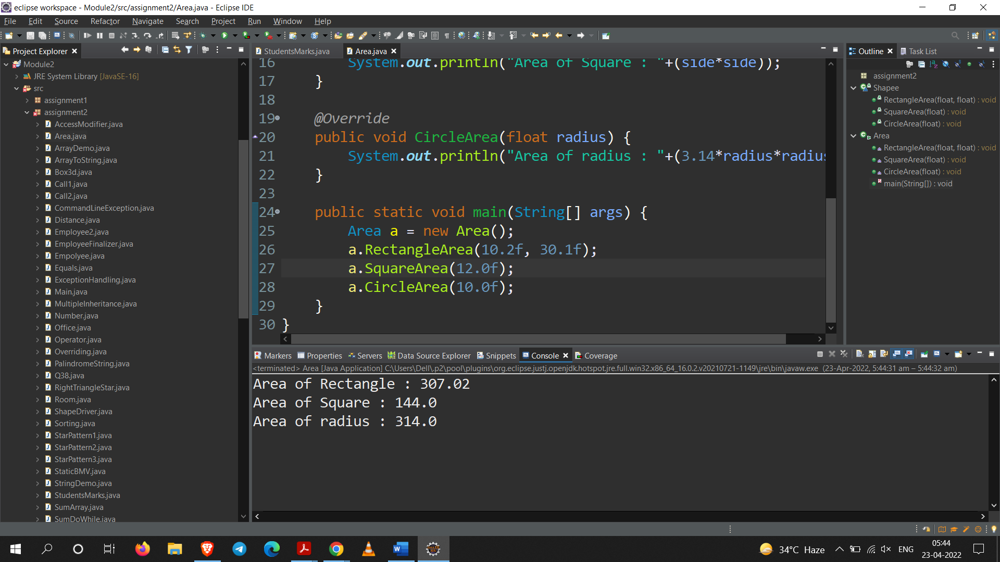 eclipse workspace - Module2/src/assignment2/Area.java - Eclipse IDE
File Edit Source Refactor Navigate Search Project Run Window Help
Project Explorer
Module2
JRE System Library [JavaSE-16]
src
assignment1
assignment2
AccessModifier.java
Area.java
ArrayDemo.java
ArrayToString.java
Box3d.java
Call1.java
Call2.java
CommandLineException.java
Distance.java
Employee2.java
EmployeeFinalizer.java
Empolyee.java
Equals.java
ExceptionHandling.java
Main.java
MultipleInheritance.java
Number.java
Office.java
Operator.java
Overriding.java
PalindromeString.java
Q38.java
RightTriangleStar.java
Room.java
ShapeDriver.java
Sorting.java
StarPattern1.java
StarPattern2.java
StarPattern3.java
StaticBMV.java
StringDemo.java
StudentsMarks.java
SumArray.java
SumDoWhile.java
StudentsMarks.java Area.java
16 System.out.println("Area of Square : "+(side*side));
17 }
18
19 @Override
20 public void CircleArea(float radius) {
21 System.out.println("Area of radius : "+(3.14*radius*radius
22 }
23
24 public static void main(String[] args) {
25 Area a = new Area();
26 a.RectangleArea(10.2f, 30.1f);
27 a.SquareArea(12.0f);
28 a.CircleArea(10.0f);
29 }
30 }
Outline Task List
assignment2
Shapee
RectangleArea(float, float) : void
SquareArea(float) : void
CircleArea(float) : void
Area
RectangleArea(float, float) : void
SquareArea(float) : void
CircleArea(float) : void
main(String[]) : void
Markers Properties Servers Data Source Explorer Snippets Console Coverage
<terminated> Area [Java Application] C:\Users\Dell\.p2\pool\plugins\org.eclipse.justj.openjdk.hotspot.jre.full.win32.x86_64_16.0.2.v20210721-1149\jre\bin\javaw.exe (23-Apr-2022, 5:44:31 am – 5:44:32 am)
Area of Rectangle : 307.02
Area of Square : 144.0
Area of radius : 314.0
34°C Haze ENG 05:44
23-04-2022